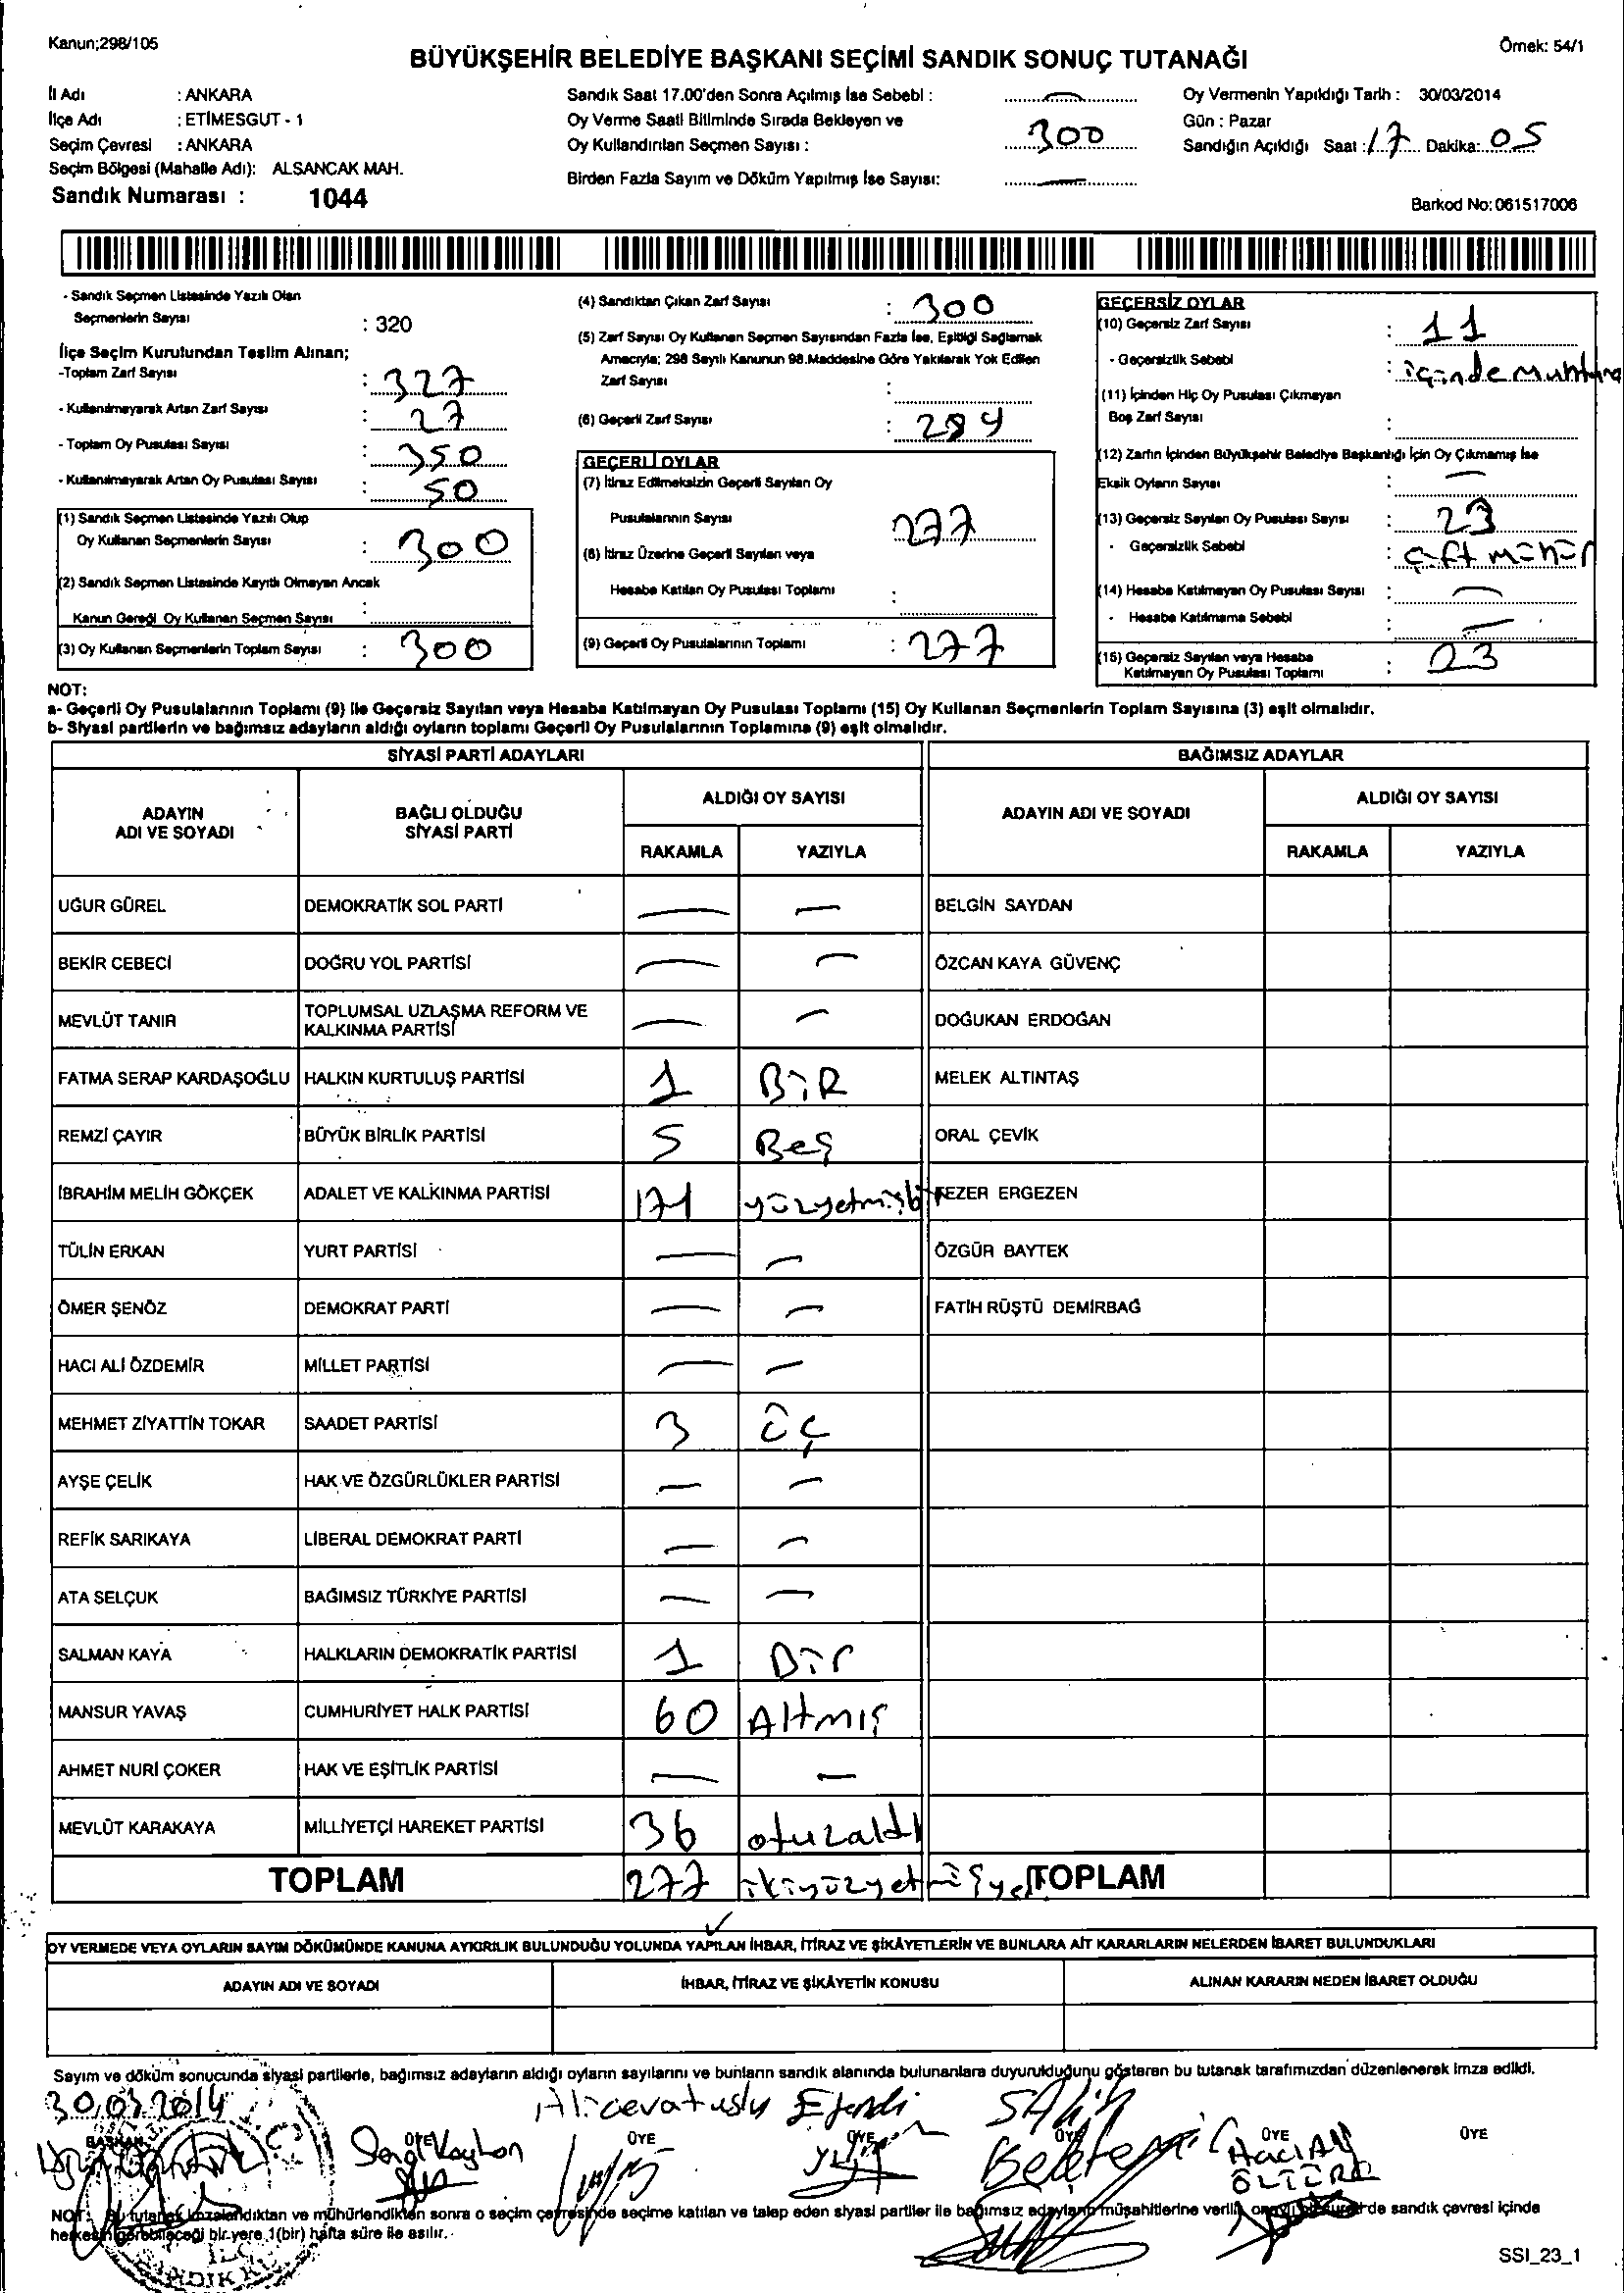 Kanun;298/105
Örnek: 54/1
BÜYÜKŞEHİR BELEDİYE BAŞKANI SEÇİMİ SANDIK SONUÇ TUTANAĞI
İl Adı : ANKARA
İlçe Adı : ETİMESGUT - 1
Seçim Çevresi : ANKARA
Seçim Bölgesi (Mahalle Adı): ALSANCAK MAH.
Sandık Numarası : 1044
Sandık Saat 17.00'den Sonra Açılmış İse Sebebi :
Oy Verme Saati Bitiminde Sırada Bekleyen ve
Oy Kullandırılan Seçmen Sayısı : 300
Birden Fazla Sayım ve Döküm Yapılmış İse Sayısı: —
Oy Vermenin Yapıldığı Tarih : 30/03/2014
Gün : Pazar
Sandığın Açıldığı Saat : 17 Dakika: 05
Barkod No: 061517006
- Sandık Seçmen Listesinde Yazılı Olan
Seçmenlerin Sayısı : 320
İlçe Seçim Kurulundan Teslim Alınan;
-Toplam Zarf Sayısı : 327
- Kullanılmayarak Artan Zarf Sayısı : 27
- Toplam Oy Pusulası Sayısı : 350
- Kullanılmayarak Artan Oy Pusulası Sayısı : 50
(1) Sandık Seçmen Listesinde Yazılı Olup
Oy Kullanan Seçmenlerin Sayısı : 300
(2) Sandık Seçmen Listesinde Kayıtlı Olmayan Ancak
Kanun Gereği Oy Kullanan Seçmen Sayısı :
(3) Oy Kullanan Seçmenlerin Toplam Sayısı : 300
(4) Sandıktan Çıkan Zarf Sayısı : 300
(5) Zarf Sayısı Oy Kullanan Seçmen Sayısından Fazla İse, Eşitliği Sağlamak
Amacıyla; 298 Sayılı Kanunun 98.Maddesine Göre Yakılarak Yok Edilen
Zarf Sayısı :
(6) Geçerli Zarf Sayısı : 289
GEÇERLİ OYLAR
(7) İtiraz Edilmeksizin Geçerli Sayılan Oy
Pusulalarının Sayısı 277
(8) İtiraz Üzerine Geçerli Sayılan veya
Hesaba Katılan Oy Pusulası Toplamı :
(9) Geçerli Oy Pusulalarının Toplamı : 277
GEÇERSİZ OYLAR
(10) Geçersiz Zarf Sayısı : 11
- Geçersizlik Sebebi : içinde
(11) İçinden Hiç Oy Pusulası Çıkmayan
Boş Zarf Sayısı :
(12) Zarfın İçinden Büyükşehir Belediye Başkanlığı İçin Oy Çıkmamış İse
Eksik Oyların Sayısı : —
(13) Geçersiz Sayılan Oy Pusulası Sayısı : 23
- Geçersizlik Sebebi : çift mühür
(14) Hesaba Katılmayan Oy Pusulası Sayısı : —
- Hesaba Katılmama Sebebi : —
(15) Geçersiz Sayılan veya Hesaba
Katılmayan Oy Pusulası Toplamı : 23
NOT:
a- Geçerli Oy Pusulalarının Toplamı (9) ile Geçersiz Sayılan veya Hesaba Katılmayan Oy Pusulası Toplamı (15) Oy Kullanan Seçmenlerin Toplam Sayısına (3) eşit olmalıdır.
b- Siyasi partilerin ve bağımsız adayların aldığı oyların toplamı Geçerli Oy Pusulalarının Toplamına (9) eşit olmalıdır.
SİYASİ PARTİ ADAYLARI BAĞIMSIZ ADAYLAR
ADAYIN
ADI VE SOYADI
BAĞLI OLDUĞU
SİYASİ PARTİ
ALDIĞI OY SAYISI
RAKAMLA YAZIYLA
ADAYIN ADI VE SOYADI
ALDIĞI OY SAYISI
RAKAMLA YAZIYLA
UĞUR GÜREL DEMOKRATİK SOL PARTİ — — BELGİN SAYDAN
BEKİR CEBECİ DOĞRU YOL PARTİSİ — — ÖZCAN KAYA GÜVENÇ
MEVLÜT TANIR TOPLUMSAL UZLAŞMA REFORM VE
KALKINMA PARTİSİ — — DOĞUKAN ERDOĞAN
FATMA SERAP KARDAŞOĞLU HALKIN KURTULUŞ PARTİSİ 1 BİR MELEK ALTINTAŞ
REMZİ ÇAYIR BÜYÜK BİRLİK PARTİSİ 5 Beş ORAL ÇEVİK
İBRAHİM MELİH GÖKÇEK ADALET VE KALKINMA PARTİSİ 171 yüzyetmişbir FEZER ERGEZEN
TÜLİN ERKAN YURT PARTİSİ — — ÖZGÜR BAYTEK
ÖMER ŞENÖZ DEMOKRAT PARTİ — — FATİH RÜŞTÜ DEMİRBAĞ
HACI ALİ ÖZDEMİR MİLLET PARTİSİ — —
MEHMET ZİYATTİN TOKAR SAADET PARTİSİ 3 üç
AYŞE ÇELİK HAK VE ÖZGÜRLÜKLER PARTİSİ — —
REFİK SARIKAYA LİBERAL DEMOKRAT PARTİ — —
ATA SELÇUK BAĞIMSIZ TÜRKİYE PARTİSİ — —
SALMAN KAYA HALKLARIN DEMOKRATİK PARTİSİ 1 Bir
MANSUR YAVAŞ CUMHURİYET HALK PARTİSİ 60 Altmış
AHMET NURİ ÇOKER HAK VE EŞİTLİK PARTİSİ — —
MEVLÜT KARAKAYA MİLLİYETÇİ HAREKET PARTİSİ 36 otuzaltı
TOPLAM 277 ikiyüzyetmişyedi TOPLAM
OY VERMEDE VEYA OYLARIN SAYIM DÖKÜMÜNDE KANUNA AYKIRILIK BULUNDUĞU YOLUNDA YAPILAN İHBAR, İTİRAZ VE ŞİKÂYETLERİN VE BUNLARA AİT KARARLARIN NELERDEN İBARET BULUNDUKLARI
ADAYIN ADI VE SOYADI İHBAR, İTİRAZ VE ŞİKÂYETİN KONUSU ALINAN KARARIN NEDEN İBARET OLDUĞU
Sayım ve döküm sonucunda siyasi partilerle, bağımsız adayların aldığı oyların sayılarını ve bunların sandık alanında bulunanlara duyurulduğunu gösteren bu tutanak tarafımızdan düzenlenerek imza edildi.
30.03.2014
BAŞKAN ÜYE ÜYE ÜYE ÜYE ÜYE ÜYE
NOT: Bu tutanak imzalandıktan ve mühürlendikten sonra o seçim çevresinde seçime katılan ve talep eden siyasi partiler ile bağımsız adayların müşahitlerine verilir, onaylı bir sureti de sandık çevresi içinde
herkesin görebileceği bir yere 1(bir) hafta süre ile asılır.
SSI_23_1